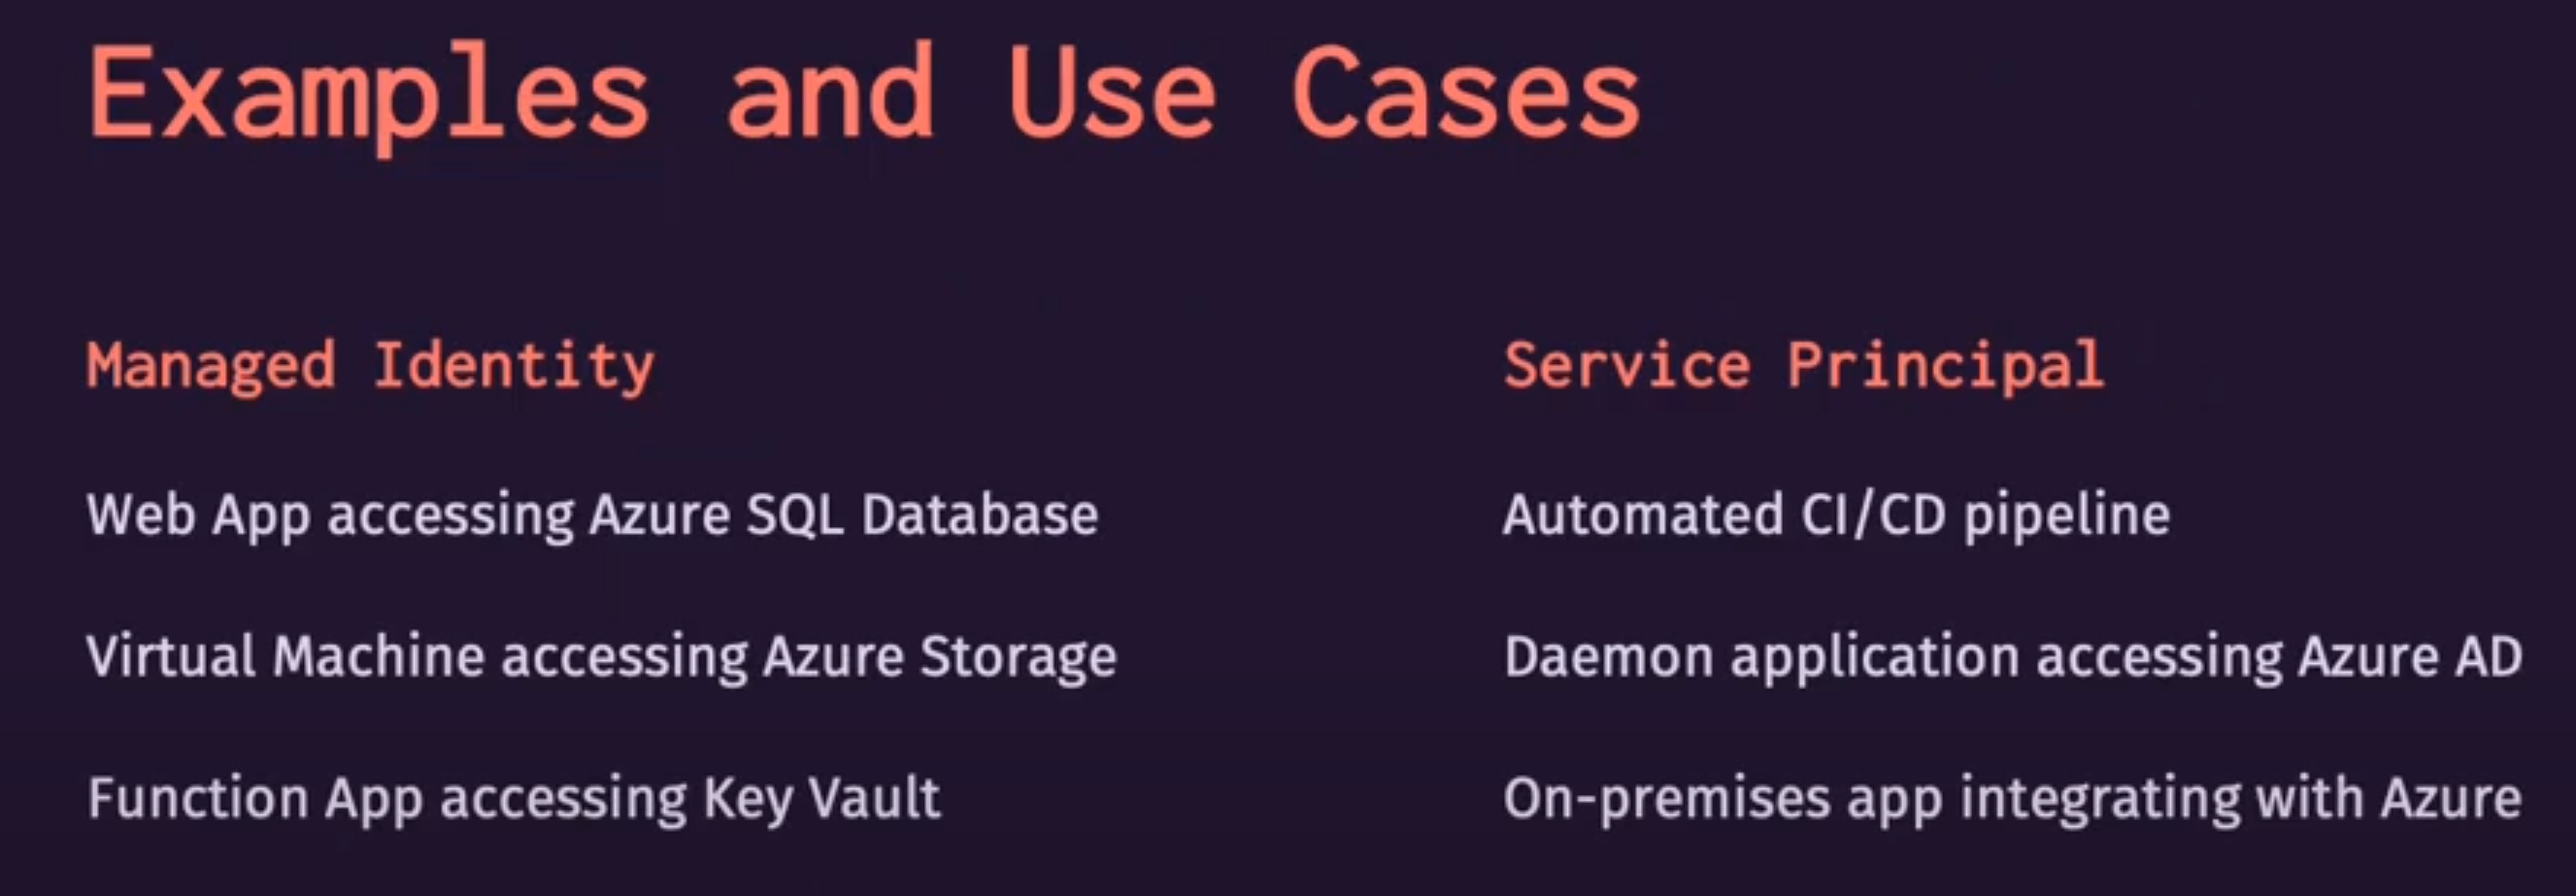 Examples and Use Cases
Managed Identity
Web App accessing Azure SQL Database
Virtual Machine accessing Azure Storage
Function App accessing Key Vault
Service Principal
Automated CI/CD pipeline
Daemon application accessing Azure AD
On-premises app integrating with Azure